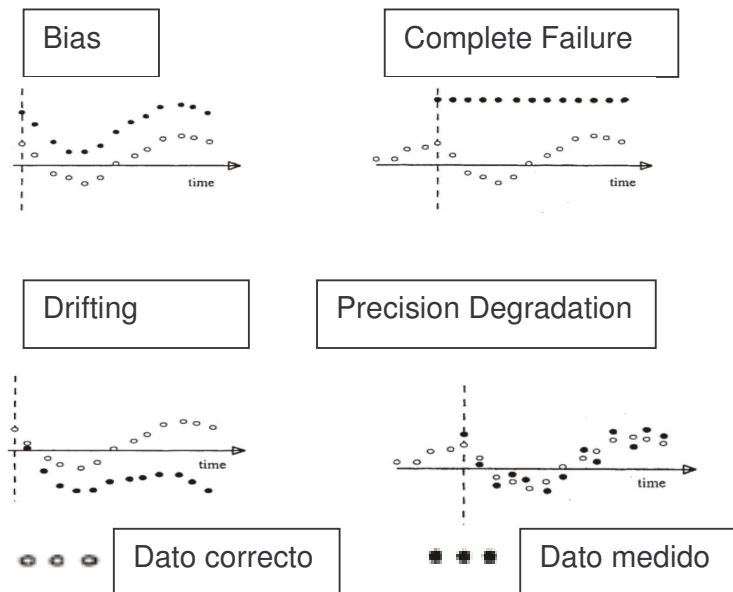 Bias
Complete Failure
time
time
Drifting
Precision Degradation
time
time
Dato correcto
Dato medido